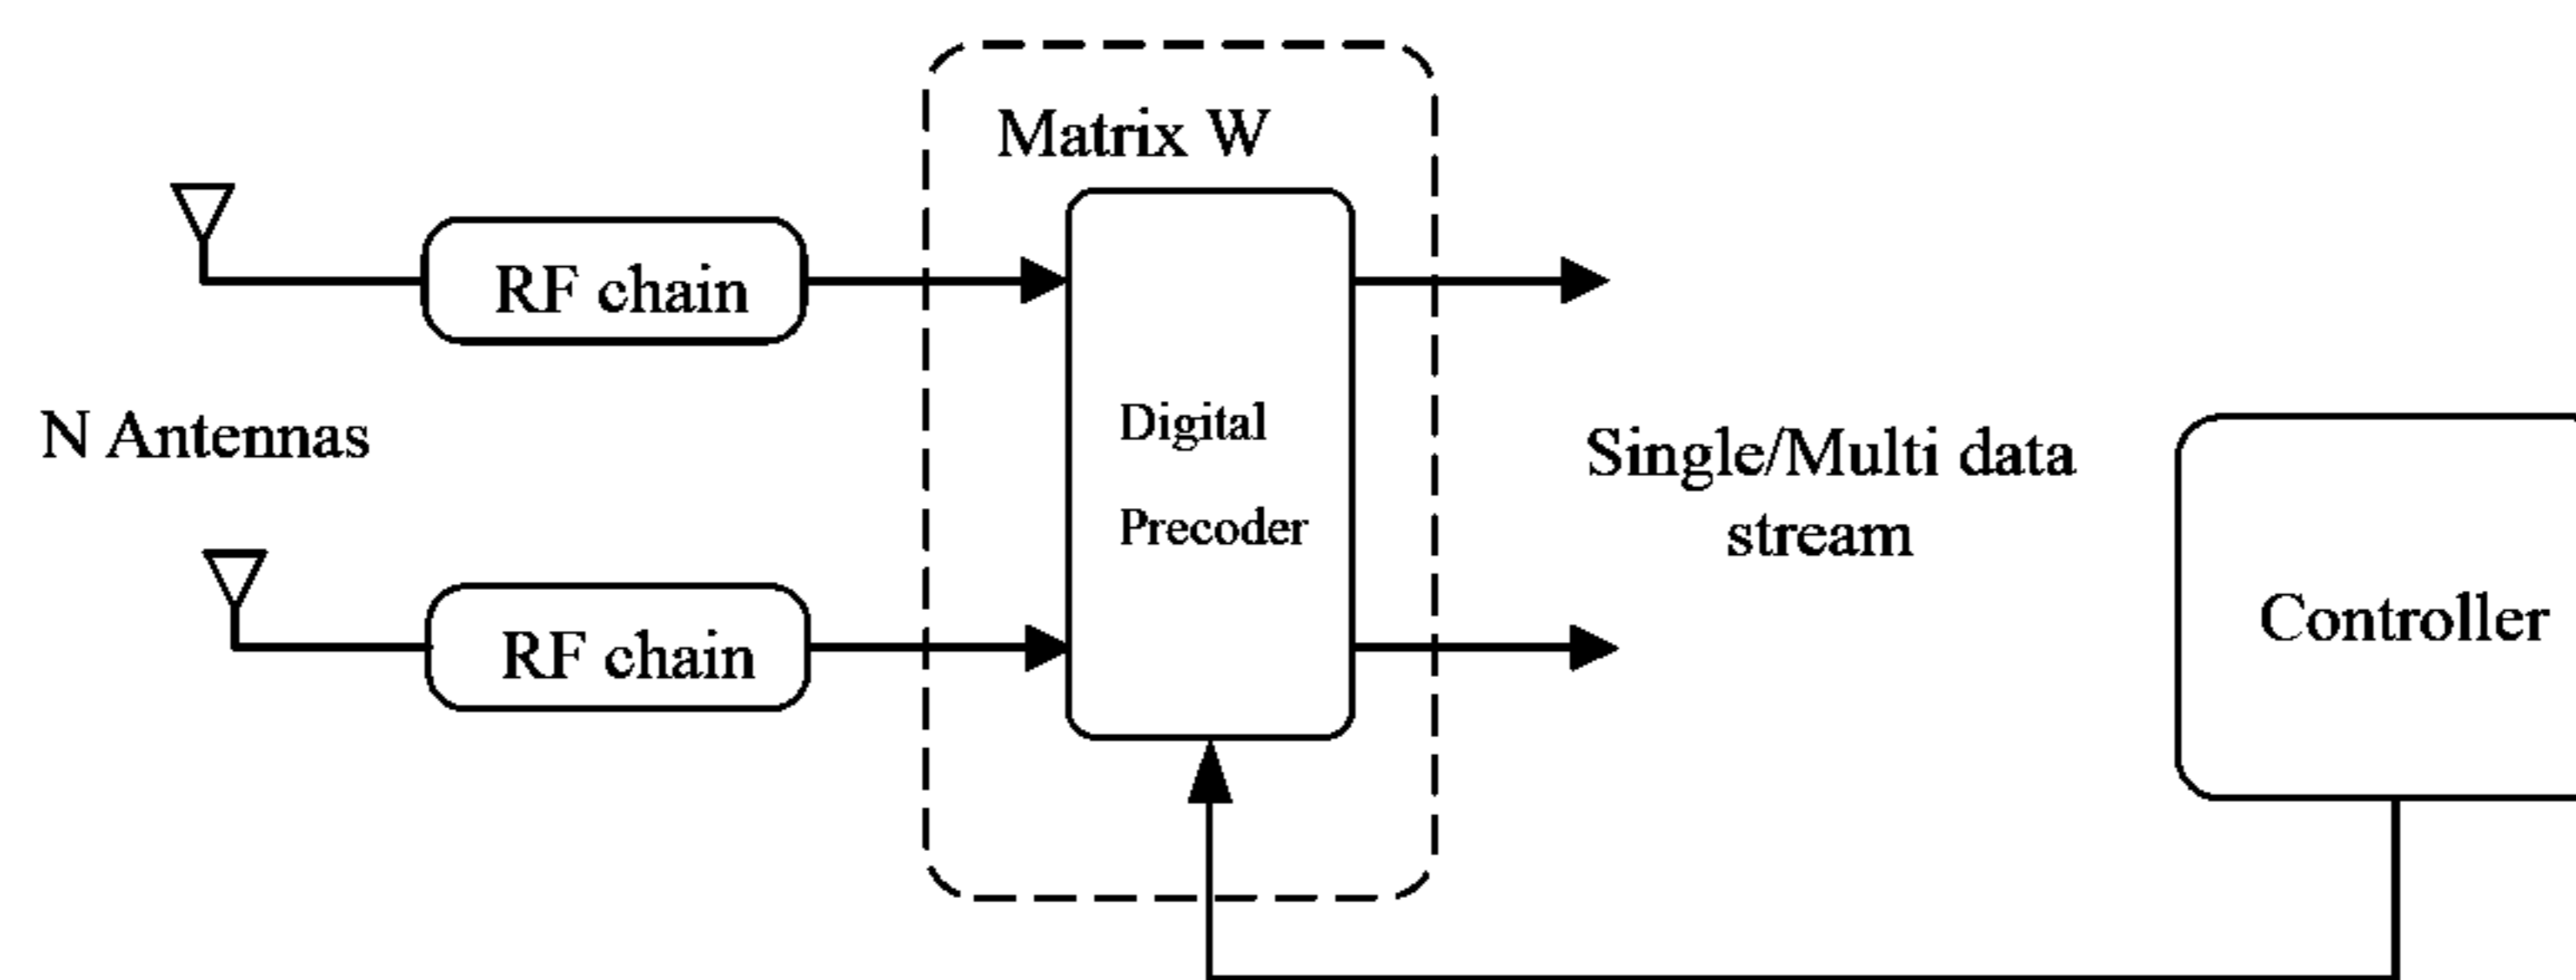 Matrix W
RF chain
N Antennas
Digital
Precoder
Single/Multi data
stream
RF chain
Controller